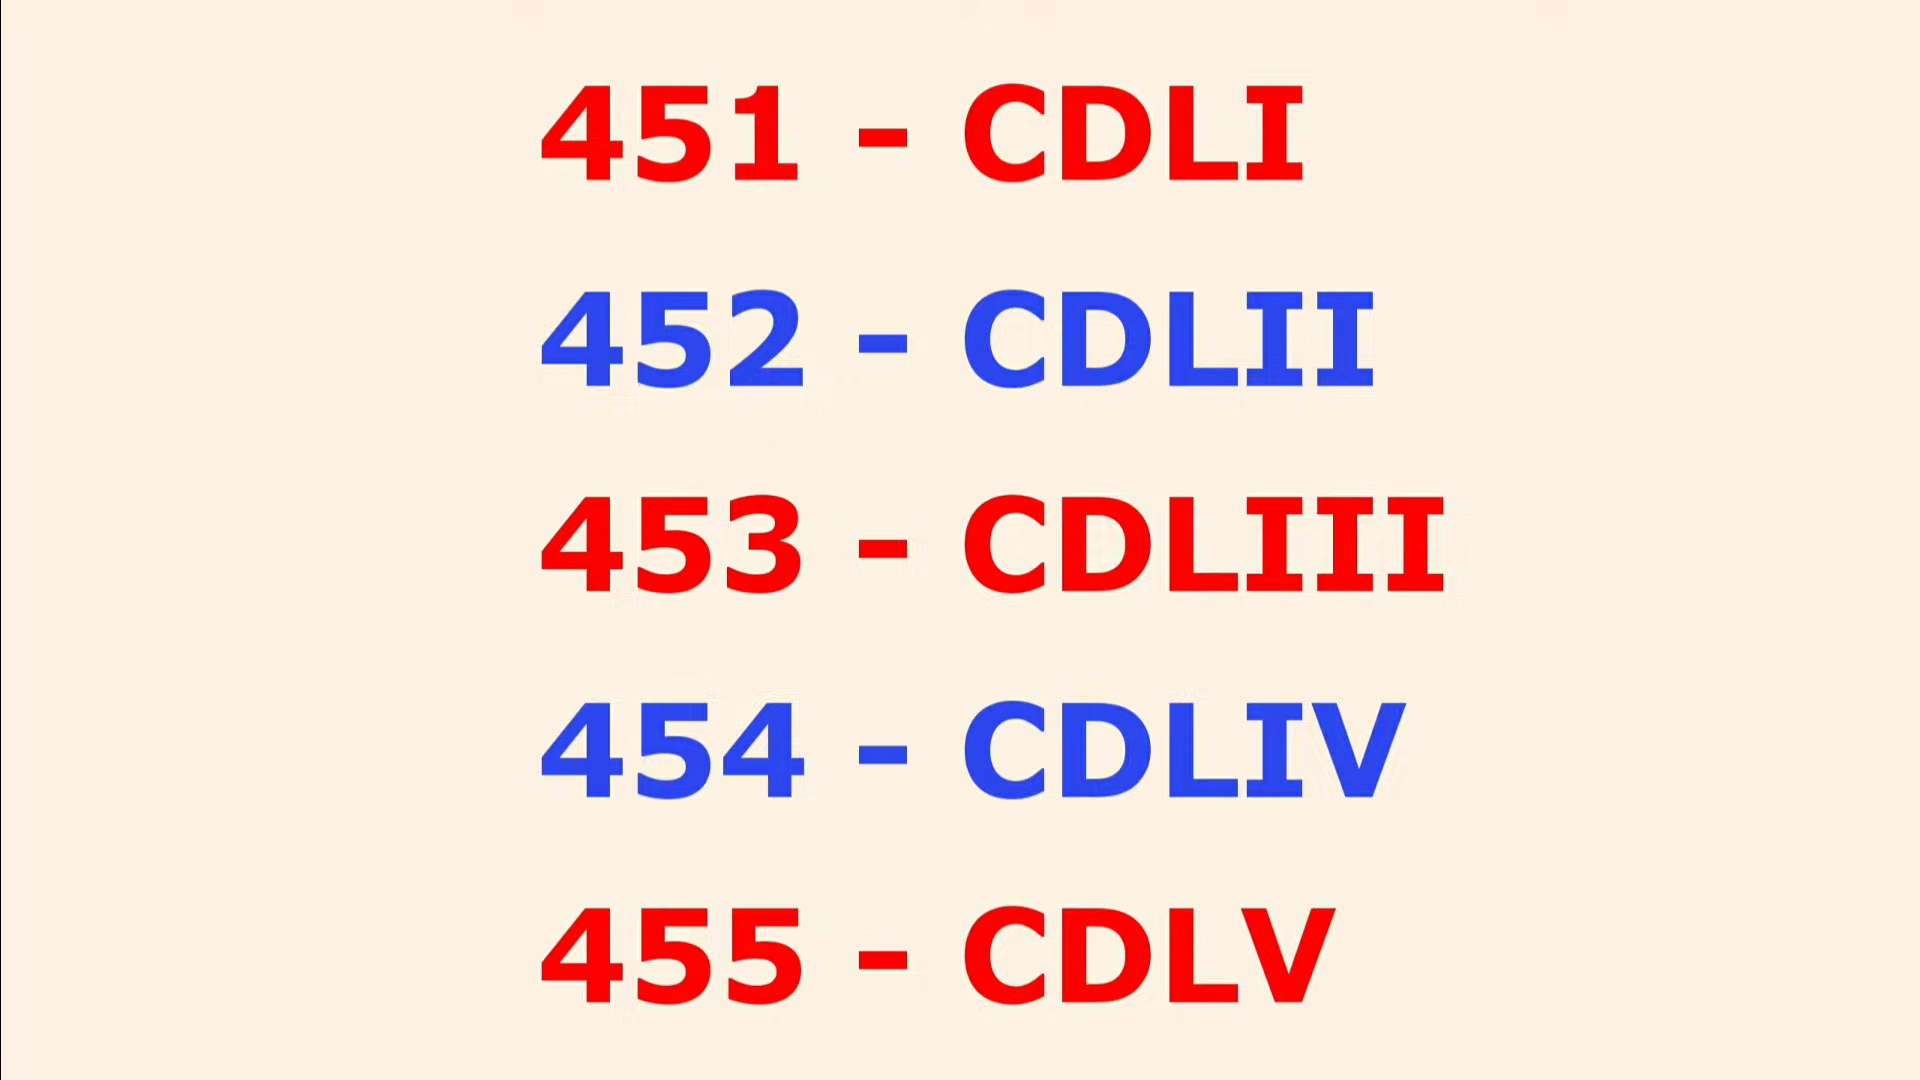 451 - CDLI
452 - CDLII
453 - CDLIII
454 - CDLIV
455 - CDLV